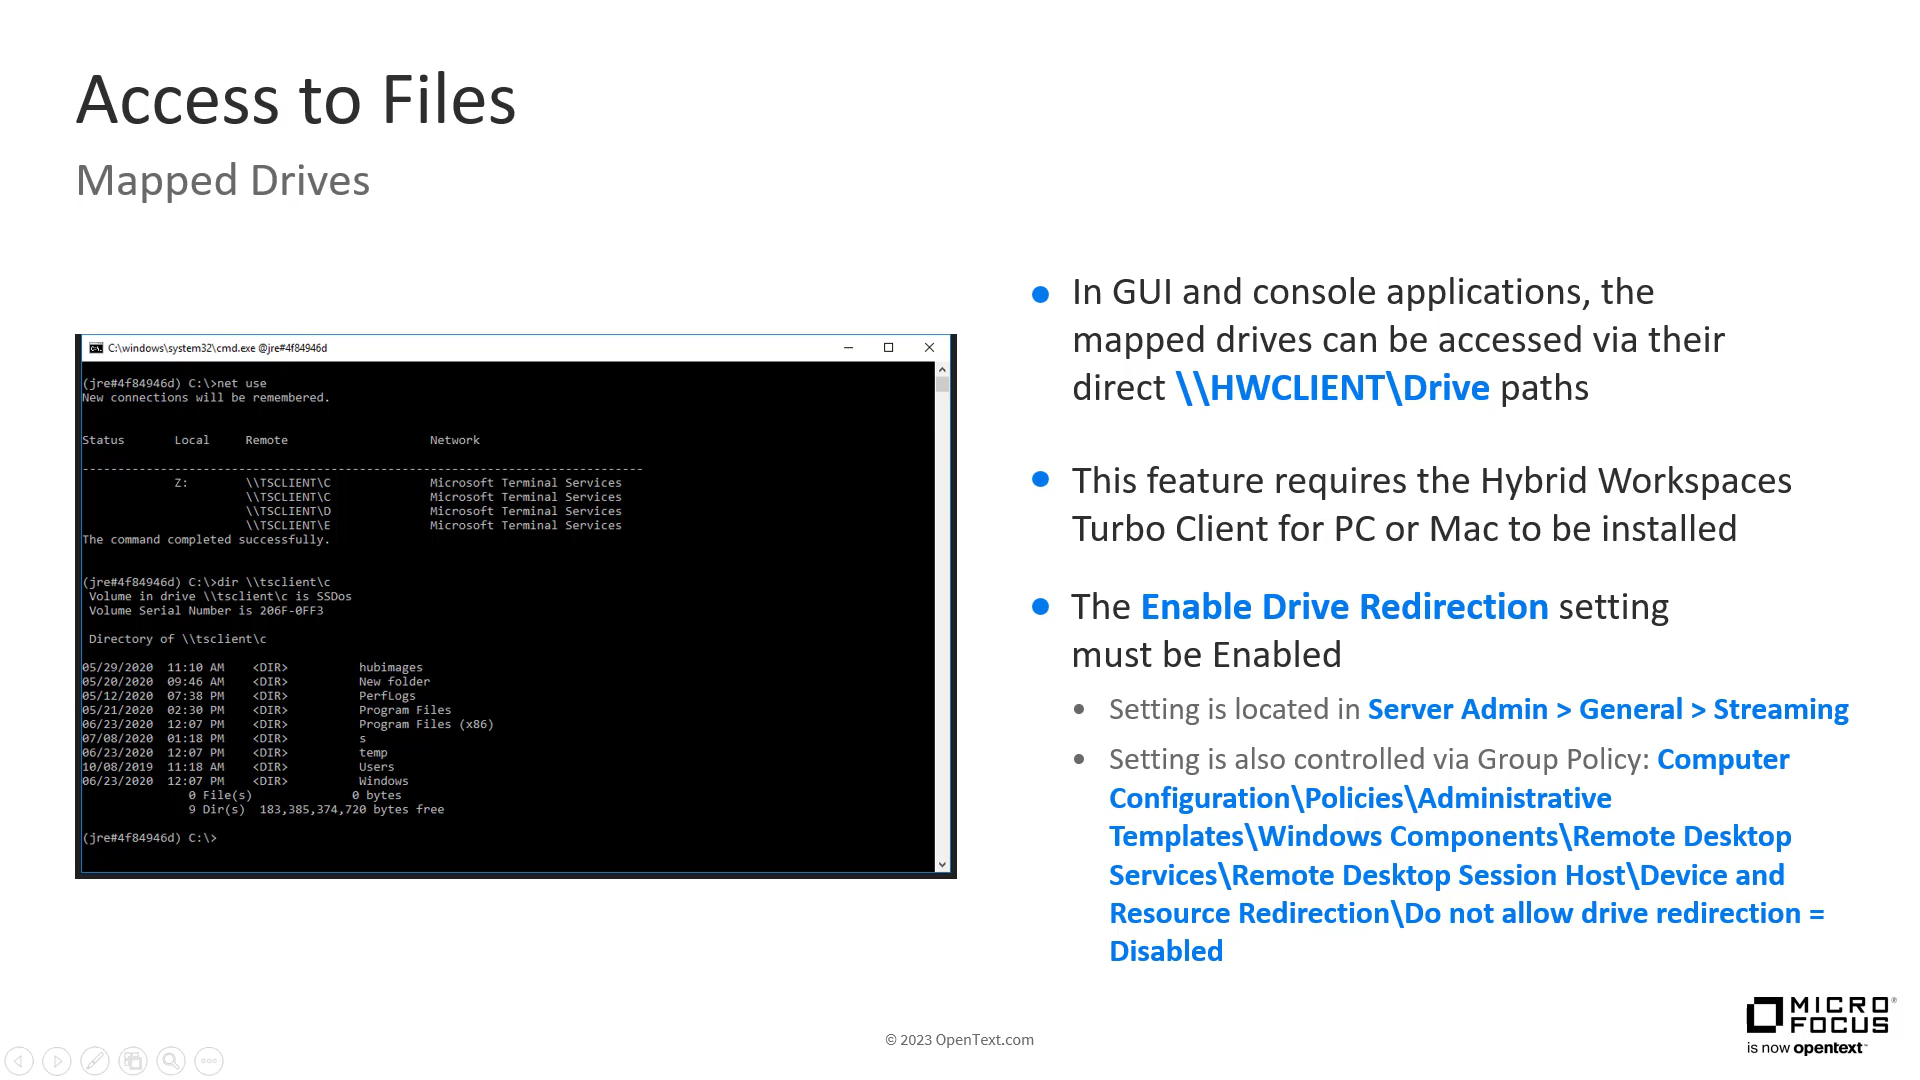 Access to Files
Mapped Drives
C:\windows\system32\cmd.exe @jre#4f84946d
(jre#4f84946d) C:\>net use
New connections will be remembered.
Status       Local     Remote                    Network
-------------------------------------------------------------------------------
             Z:        \\TSCLIENT\C              Microsoft Terminal Services
                       \\TSCLIENT\C              Microsoft Terminal Services
                       \\TSCLIENT\D              Microsoft Terminal Services
                       \\TSCLIENT\E              Microsoft Terminal Services
The command completed successfully.
(jre#4f84946d) C:\>dir \\tsclient\c
 Volume in drive \\tsclient\c is SSDos
 Volume Serial Number is 206F-0FF3
 Directory of \\tsclient\c
05/29/2020  11:10 AM    <DIR>          hubimages
05/20/2020  09:46 AM    <DIR>          New folder
05/12/2020  07:38 PM    <DIR>          PerfLogs
05/21/2020  02:30 PM    <DIR>          Program Files
06/23/2020  12:07 PM    <DIR>          Program Files (x86)
07/08/2020  01:18 PM    <DIR>          s
06/23/2020  12:07 PM    <DIR>          temp
10/08/2019  11:18 AM    <DIR>          Users
06/23/2020  12:07 PM    <DIR>          Windows
               0 File(s)              0 bytes
               9 Dir(s)  183,385,374,720 bytes free
(jre#4f84946d) C:\>
In GUI and console applications, the
mapped drives can be accessed via their
direct \\HWCLIENT\Drive paths
This feature requires the Hybrid Workspaces
Turbo Client for PC or Mac to be installed
The Enable Drive Redirection setting
must be Enabled
Setting is located in Server Admin > General > Streaming
Setting is also controlled via Group Policy: Computer
Configuration\Policies\Administrative
Templates\Windows Components\Remote Desktop
Services\Remote Desktop Session Host\Device and
Resource Redirection\Do not allow drive redirection =
Disabled
© 2023 OpenText.com
MICRO
FOCUS
is now opentext™